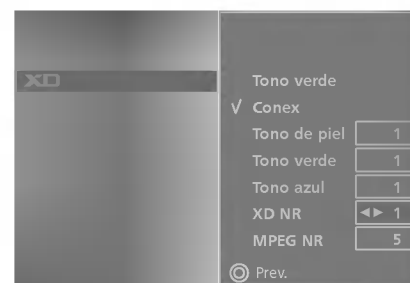 XD
Tono verde
√ Conex
Tono de piel 1
Tono verde 1
Tono azul 1
XD NR ◀▶ 1
MPEG NR 5
◎ Prev.